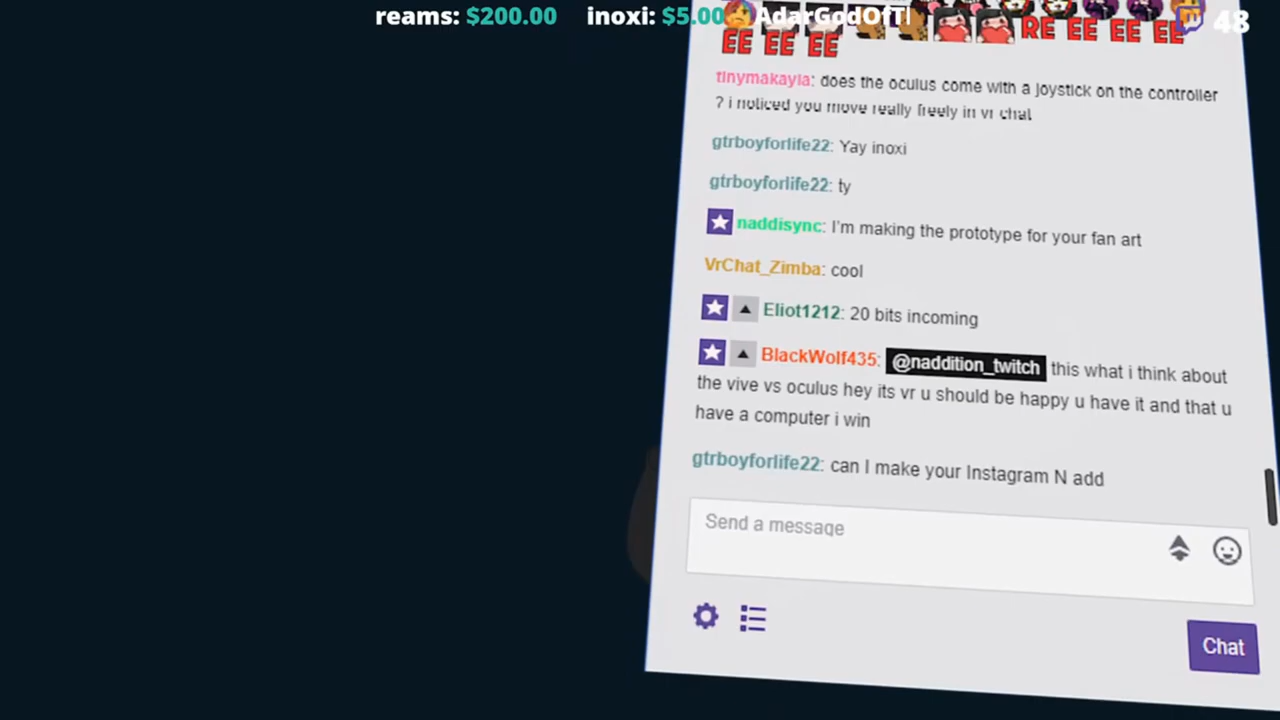 reams: $200.00 inoxi: $5.00 AdarGodOfT
48
RE EE EE EE
EE EE EE
tinymakayla: does the oculus come with a joystick on the controller
? i noticed you move really freely in vr chat
gtrboyforlife22: Yay inoxi
gtrboyforlife22: ty
naddisync: I'm making the prototype for your fan art
VrChat_Zimba: cool
Eliot1212: 20 bits incoming
BlackWolf435: @naddition_twitch this what i think about
the vive vs oculus hey its vr u should be happy u have it and that u
have a computer i win
gtrboyforlife22: can I make your Instagram N add
Send a message
Chat